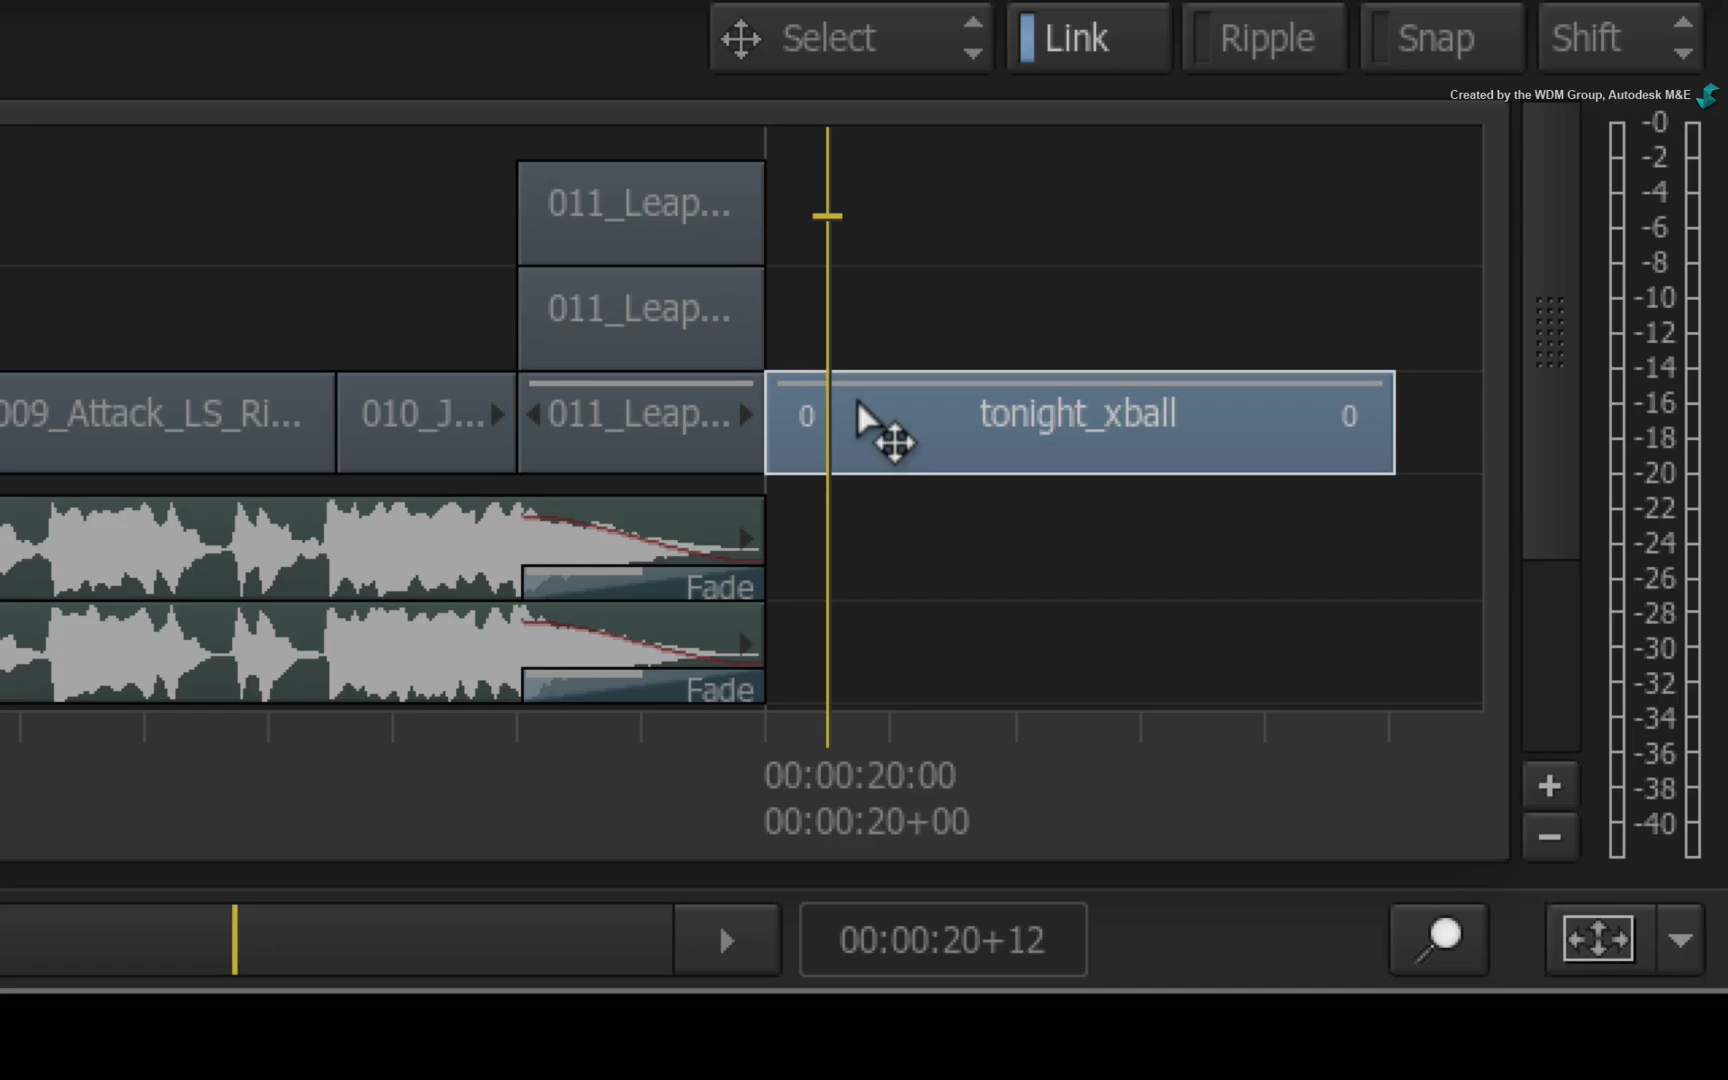 Select
Link
Ripple
Snap
Shift
Created by the WDM Group, Autodesk M&E
-0
-2
-4
-6
-8
-10
-12
-14
-16
-18
-20
-22
-24
-26
-28
-30
-32
-34
-36
-38
-40
011_Leap...
011_Leap...
009_Attack_LS_Ri...
010_J...
011_Leap...
0
tonight_xball
0
Fade
Fade
00:00:20:00
00:00:20+00
00:00:20+12